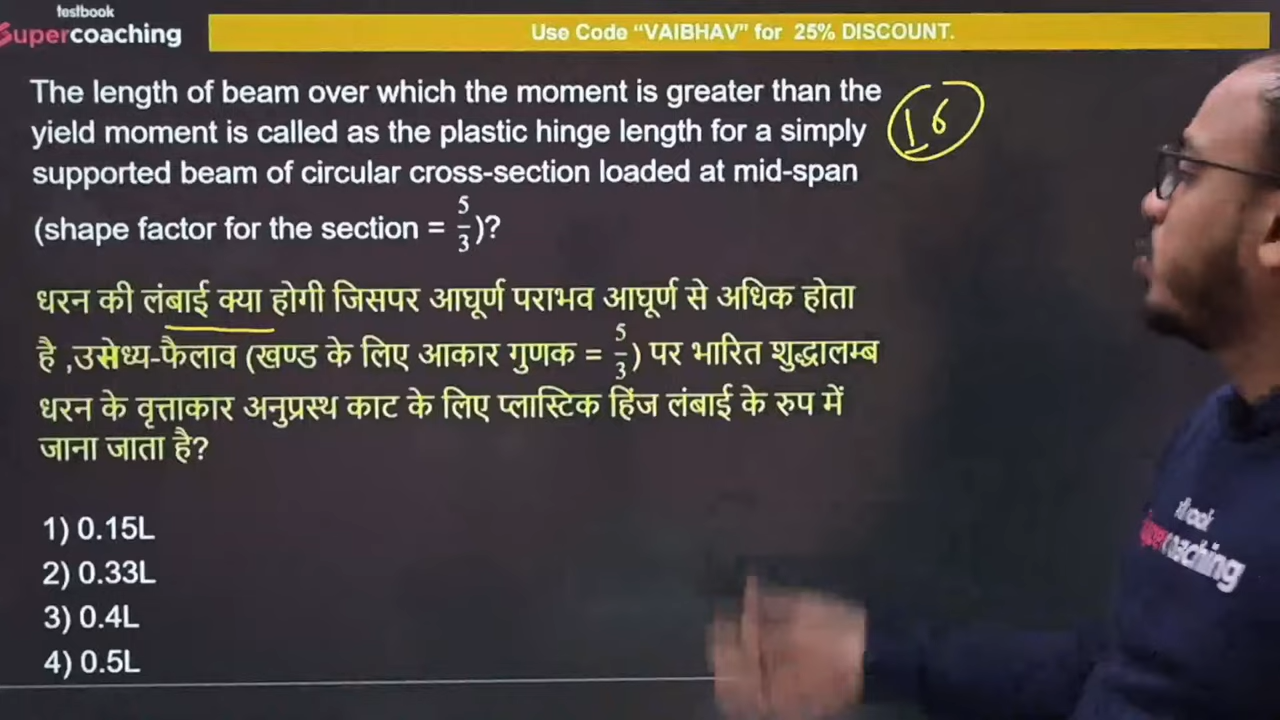 testbook
Supercoaching
Use Code “VAIBHAV” for 25% DISCOUNT.
The length of beam over which the moment is greater than the
yield moment is called as the plastic hinge length for a simply
supported beam of circular cross-section loaded at mid-span
(shape factor for the section = 5/3)?
16
धरन की लंबाई क्या होगी जिसपर आघूर्ण पराभव आघूर्ण से अधिक होता
है ,उसेध्य-फैलाव (खण्ड के लिए आकार गुणक = 5/3) पर भारित शुद्धालम्ब
धरन के वृत्ताकार अनुप्रस्थ काट के लिए प्लास्टिक हिंज लंबाई के रुप में
जाना जाता है?
1) 0.15L
2) 0.33L
3) 0.4L
4) 0.5L
testbook
Supercoaching